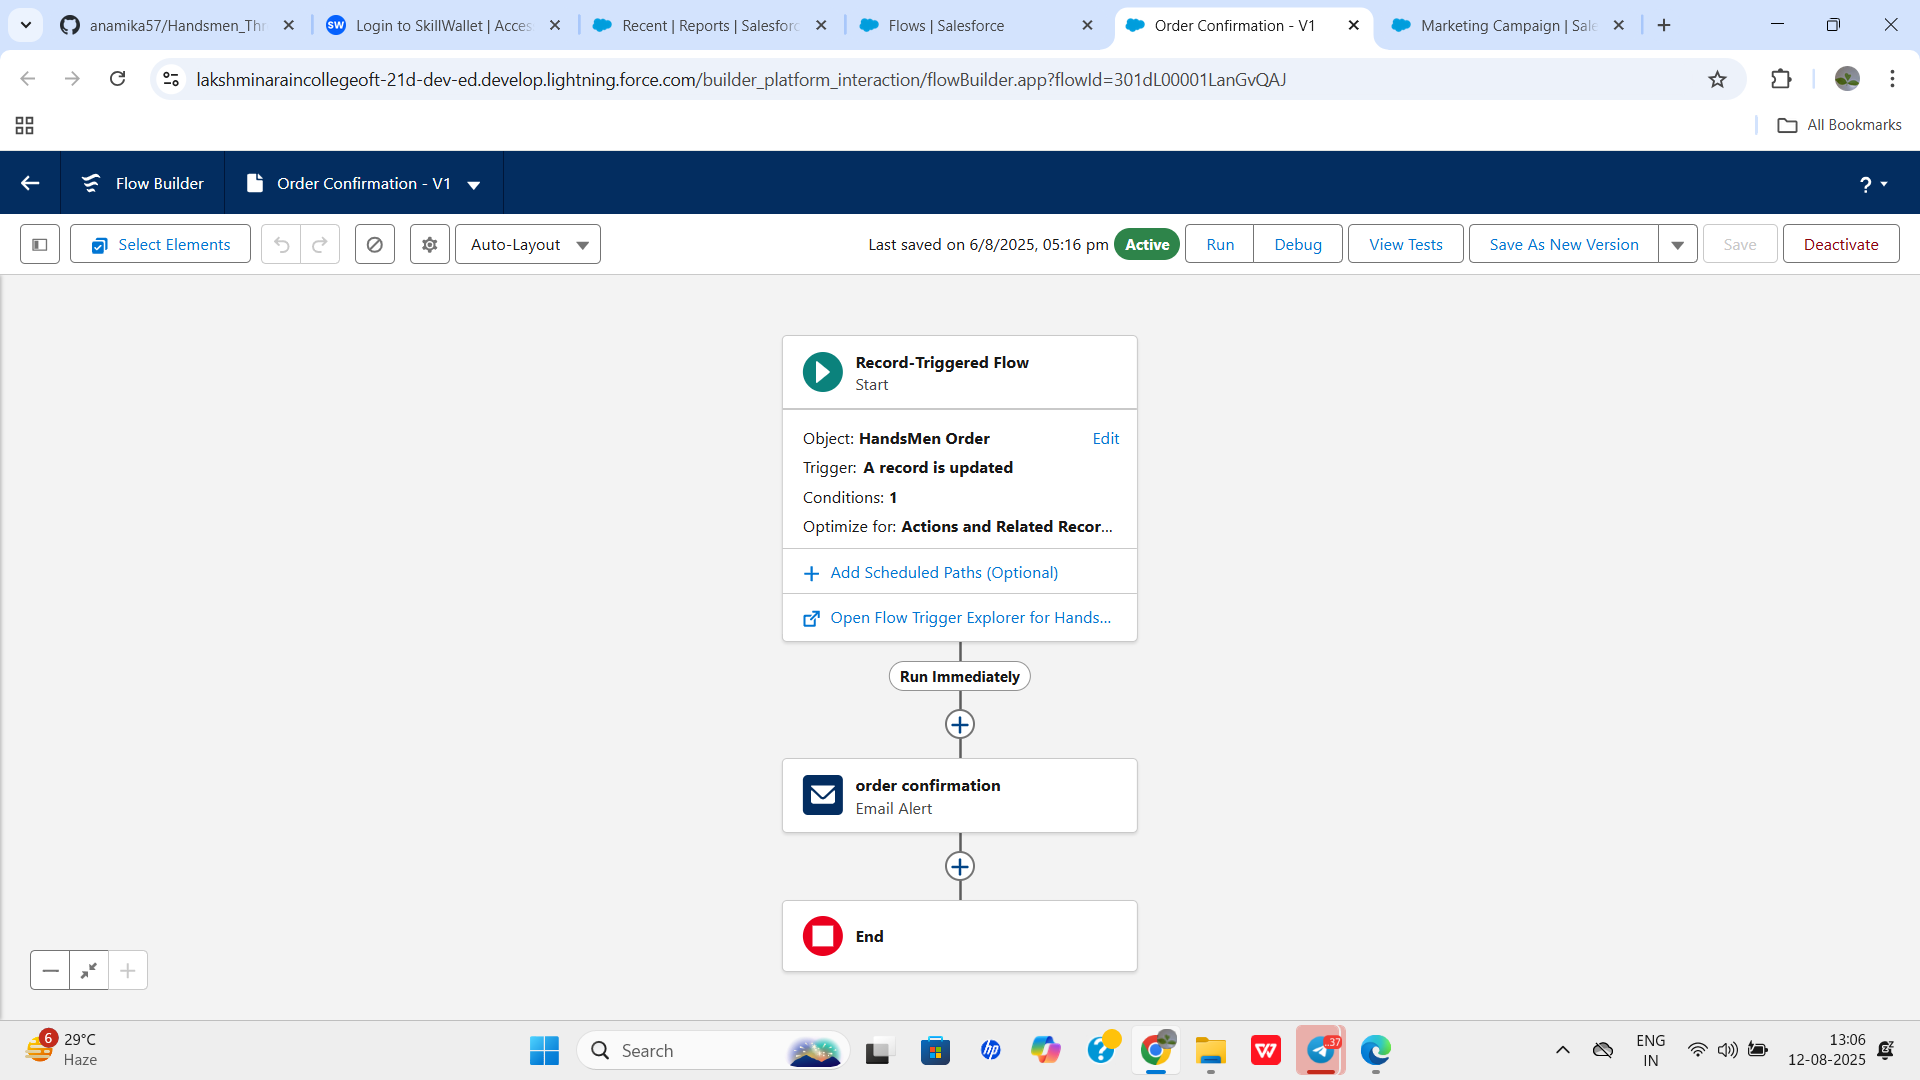 anamika57/Handsmen_Thr
Login to SkillWallet | Acces
Recent | Reports | Salesforc
Flows | Salesforce
Order Confirmation - V1
Marketing Campaign | Sale
lakshminaraincollegeoft-21d-dev-ed.develop.lightning.force.com/builder_platform_interaction/flowBuilder.app?flowId=301dL00001LanGvQAJ
All Bookmarks
Flow Builder
Order Confirmation - V1
?
Select Elements
Auto-Layout
Last saved on 6/8/2025, 05:16 pm
Active
Run
Debug
View Tests
Save As New Version
Save
Deactivate
Record-Triggered Flow
Start
Object: HandsMen Order
Edit
Trigger: A record is updated
Conditions: 1
Optimize for: Actions and Related Recor...
Add Scheduled Paths (Optional)
Open Flow Trigger Explorer for Hands...
Run Immediately
order confirmation
Email Alert
End
6
29°C
Haze
Search
hp
W
.37
ENG
IN
13:06
12-08-2025
SW